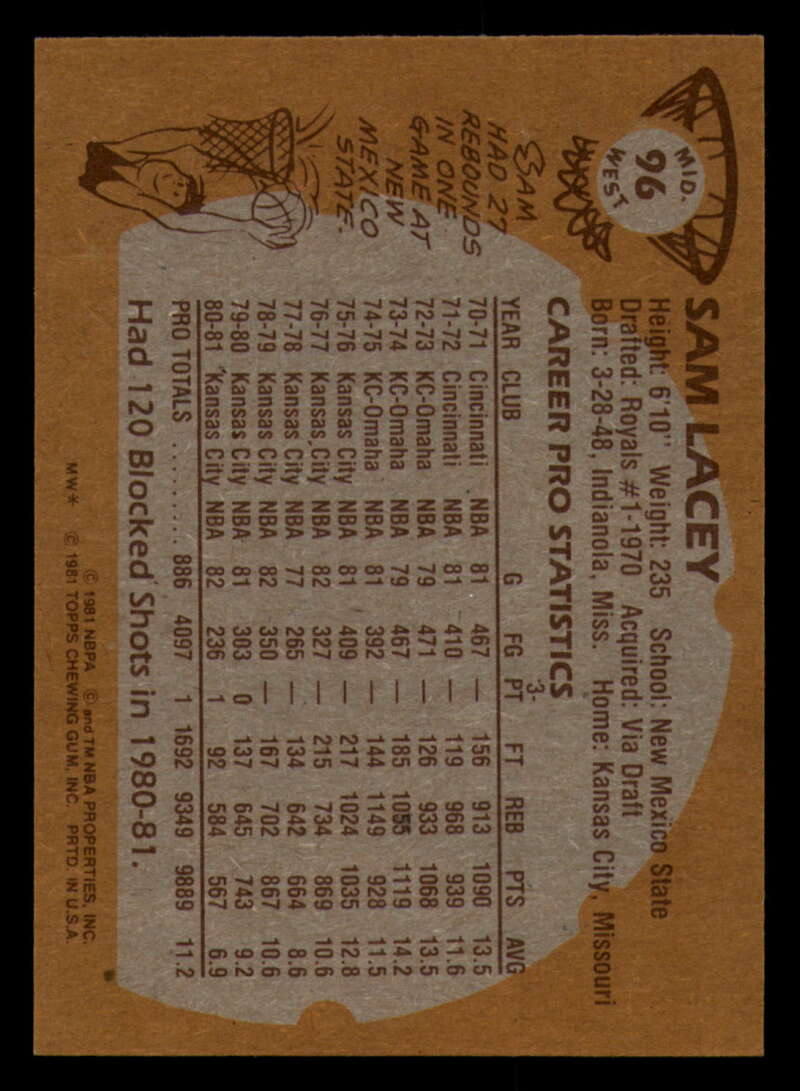 MID.
96
WEST
SAM LACEY
Height: 6'10" Weight: 235 School: New Mexico State
Drafted: Royals #1-1970 Acquired: Via Draft
Born: 3-28-48, Indianola, Miss. Home: Kansas City, Missouri
SAM
HAD 27
REBOUNDS
IN ONE
GAME AT
NEW
MEXICO
STATE.
CAREER PRO STATISTICS
YEAR CLUB G FG 3-PT FT REB PTS AVG
70-71 Cincinnati NBA 81 467 — 156 913 1090 13.5
71-72 Cincinnati NBA 81 410 — 119 968 939 11.6
72-73 KC-Omaha NBA 79 471 — 126 933 1068 13.5
73-74 KC-Omaha NBA 79 467 — 185 1055 1119 14.2
74-75 KC-Omaha NBA 81 392 — 144 1149 928 11.5
75-76 Kansas City NBA 81 409 — 217 1024 1035 12.8
76-77 Kansas City NBA 82 327 — 215 734 869 10.6
77-78 Kansas City NBA 77 265 — 134 642 664 8.6
78-79 Kansas City NBA 82 350 — 167 702 867 10.6
79-80 Kansas City NBA 81 303 0 137 645 743 9.2
80-81 Kansas City NBA 82 236 1 92 584 567 6.9
PRO TOTALS ......... 886 4097 1 1692 9349 9889 11.2
Had 120 Blocked Shots in 1980-81.
© 1981 NBPA © and TM NBA PROPERTIES, INC.
MW* © 1981 TOPPS CHEWING GUM, INC. PRTD. IN U.S.A.